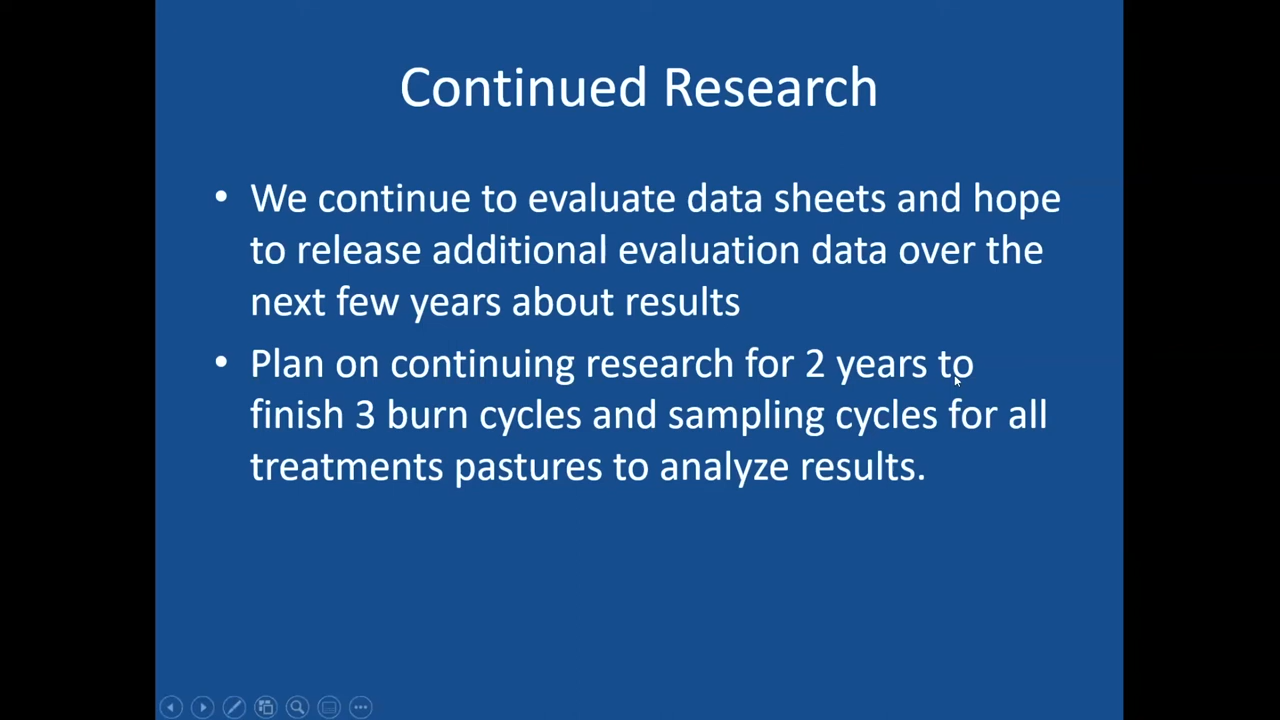 Continued Research
• We continue to evaluate data sheets and hope
to release additional evaluation data over the
next few years about results
• Plan on continuing research for 2 years to
finish 3 burn cycles and sampling cycles for all
treatments pastures to analyze results.